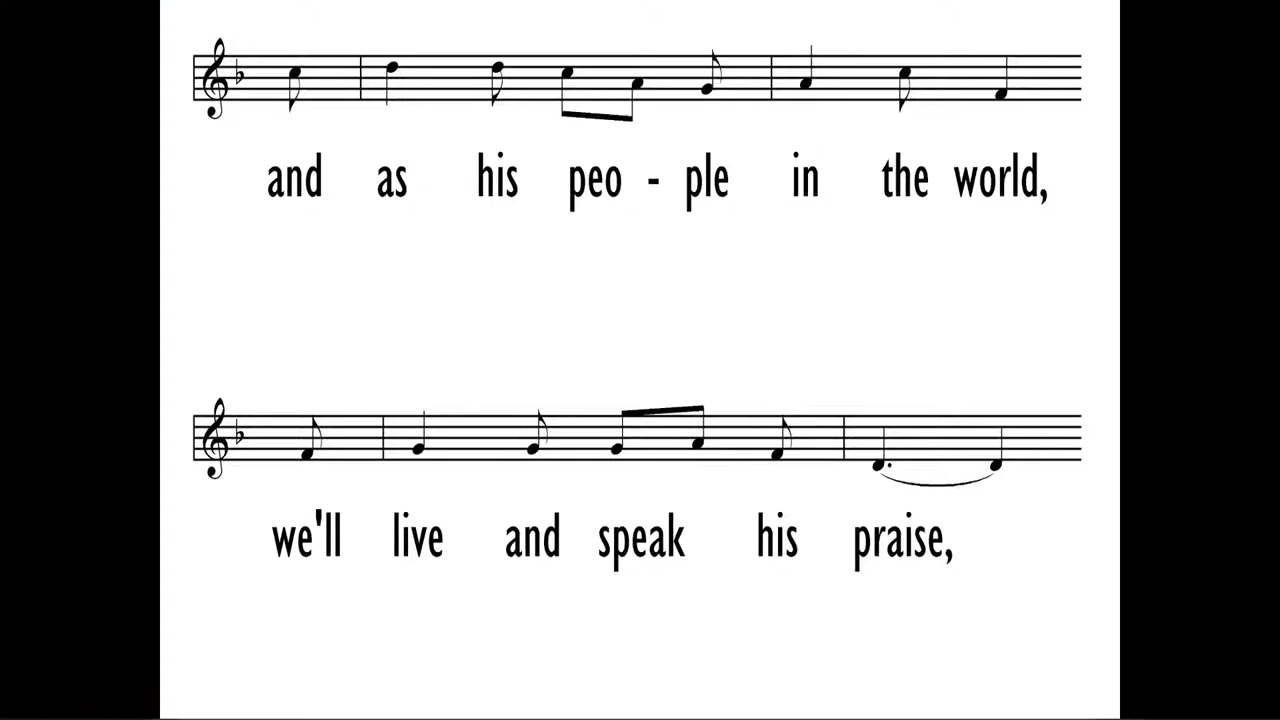 and as his peo - ple in the world,
we'll live and speak his praise,